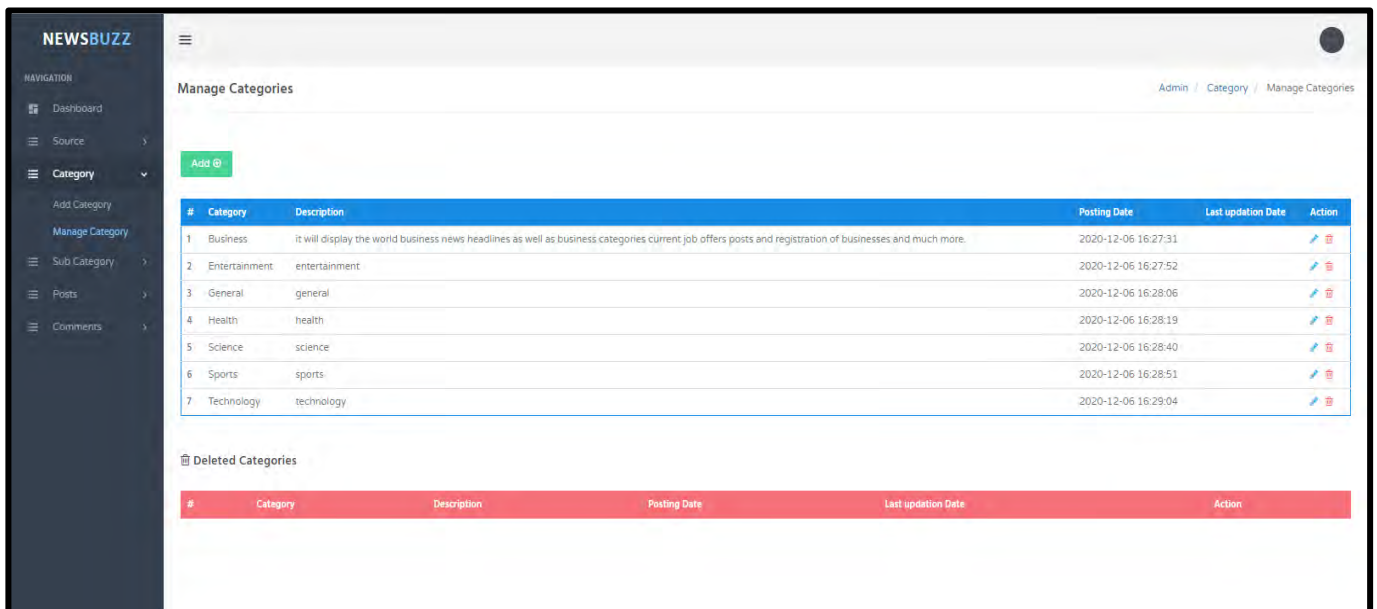 NEWSBUZZ
NAVIGATION
Dashboard
Source
Category
Add Category
Manage Category
Sub Category
Posts
Comments
Manage Categories
Admin / Category / Manage Categories
Add
# Category Description Posting Date Last updation Date Action
1 Business it will display the world business news headlines as well as business categories current job offers posts and registration of businesses and much more. 2020-12-06 16:27:31
2 Entertainment entertainment 2020-12-06 16:27:52
3 General general 2020-12-06 16:28:06
4 Health health 2020-12-06 16:28:19
5 Science science 2020-12-06 16:28:40
6 Sports sports 2020-12-06 16:28:51
7 Technology technology 2020-12-06 16:29:04
Deleted Categories
# Category Description Posting Date Last updation Date Action